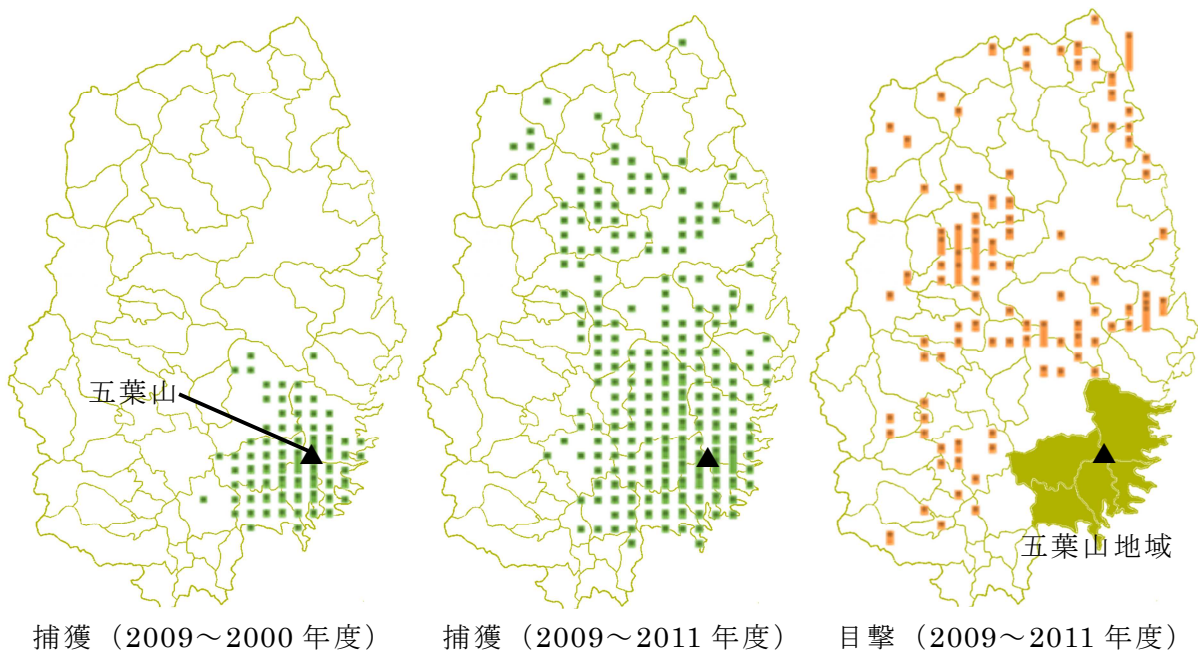 五葉山
五葉山地域
捕獲（2009～2000 年度）
捕獲（2009～2011 年度）
目撃（2009～2011 年度）